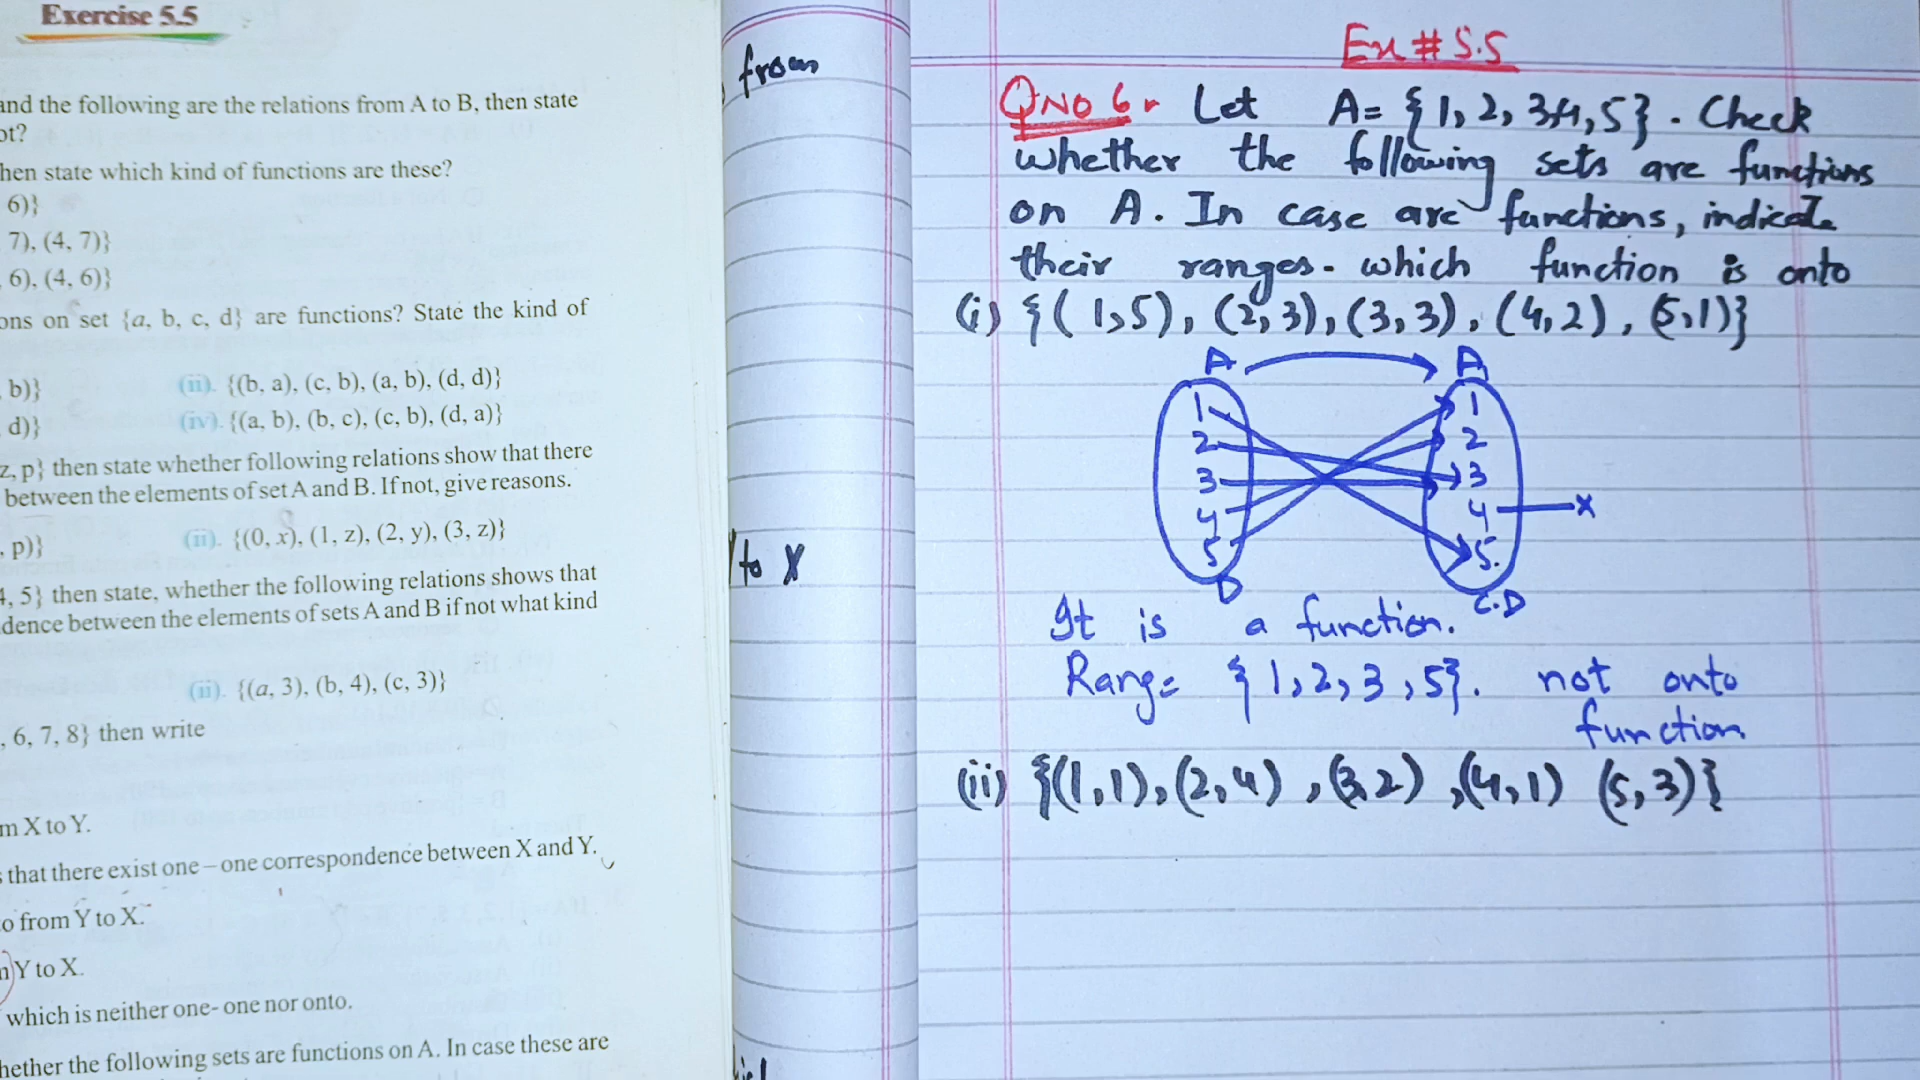 Exercise 5.5
and the following are the relations from A to B, then state
ot?
hen state which kind of functions are these?
6)}
7), (4, 7)}
6), (4, 6)}
ons on set {a, b, c, d} are functions? State the kind of
b)} (ii). {(b, a), (c, b), (a, b), (d, d)}
d)} (iv). {(a, b), (b, c), (c, b), (d, a)}
z, p} then state whether following relations show that there
between the elements of set A and B. If not, give reasons.
, p)} (ii). {(0, x), (1, z), (2, y), (3, z)}
4, 5} then state, whether the following relations shows that
dence between the elements of sets A and B if not what kind
(ii). {(a, 3), (b, 4), (c, 3)}
, 6, 7, 8} then write
m X to Y.
that there exist one – one correspondence between X and Y.
o from Y to X.
Y to X.
which is neither one- one nor onto.
hether the following sets are functions on A. In case these are
from
to X
Ex # 5.5
QNO 6. Let A= {1, 2, 3,4, 5}. Check
whether the following sets are functions
on A. In case are functions, indicate
their ranges. which function is onto
(i) {(1,5), (2,3), (3,3), (4,2), (5,1)}
A A
1 1
2 2
3 3
4 4 x
5 5.
D C.D
It is a function.
Range {1,2,3,5}. not onto
function
(ii) {(1,1), (2,4), (3,2), (4,1) (5,3)}